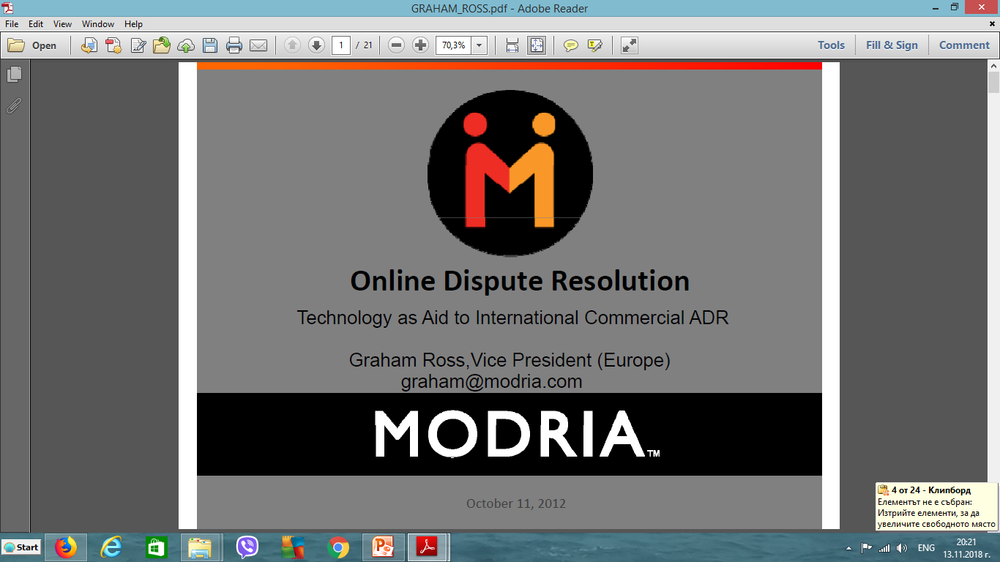 GRAHAM_ROSS.pdf - Adobe Reader
File Edit View Window Help
Open 1 / 21 70,3% Tools Fill & Sign Comment
Online Dispute Resolution
Technology as Aid to International Commercial ADR
Graham Ross,Vice President (Europe)
graham@modria.com
MODRIA™
October 11, 2012
4 от 24 - Клипборд
Елементът не е събран:
Изтрийте елементи, за да
увеличите свободното място
Start ENG 20:21
13.11.2018 г.